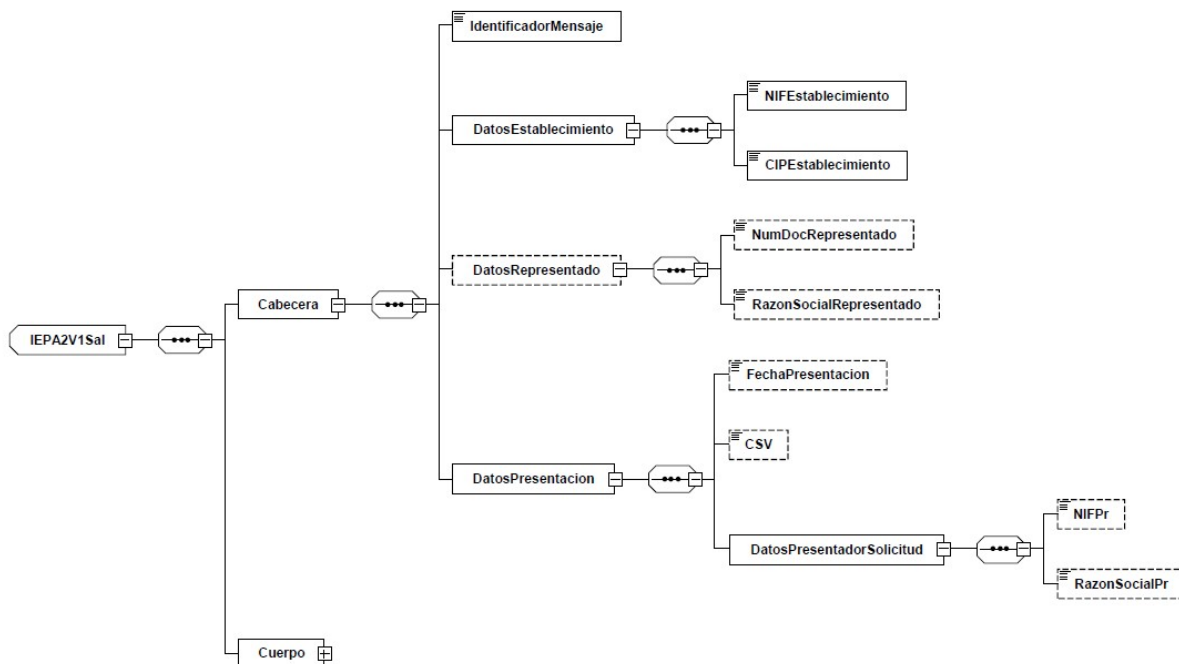 IdentificadorMensaje
NIFEstablecimiento
DatosEstablecimiento
CIPEstablecimiento
NumDocRepresentado
DatosRepresentado
RazonSocialRepresentado
Cabecera
IEPA2V1Sal
FechaPresentacion
CSV
DatosPresentacion
NIFPr
DatosPresentadorSolicitud
RazonSocialPr
Cuerpo